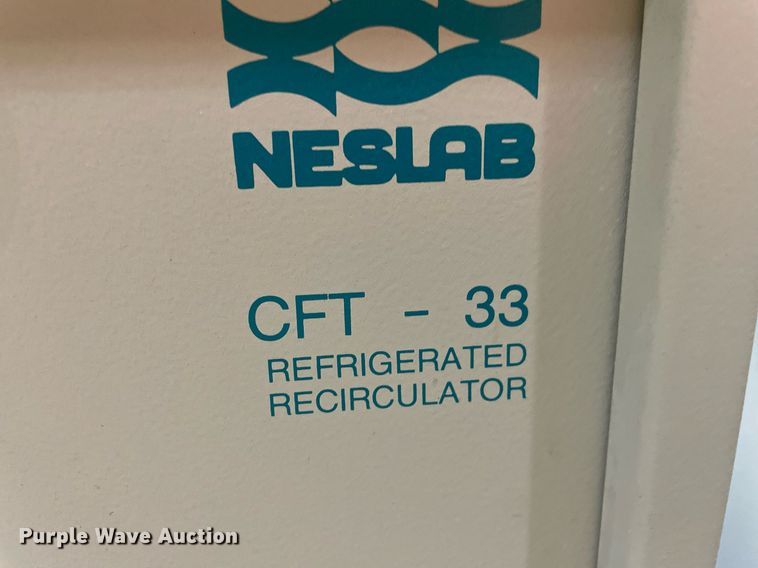 NESLAB
CFT - 33
REFRIGERATED
RECIRCULATOR
Purple Wave Auction